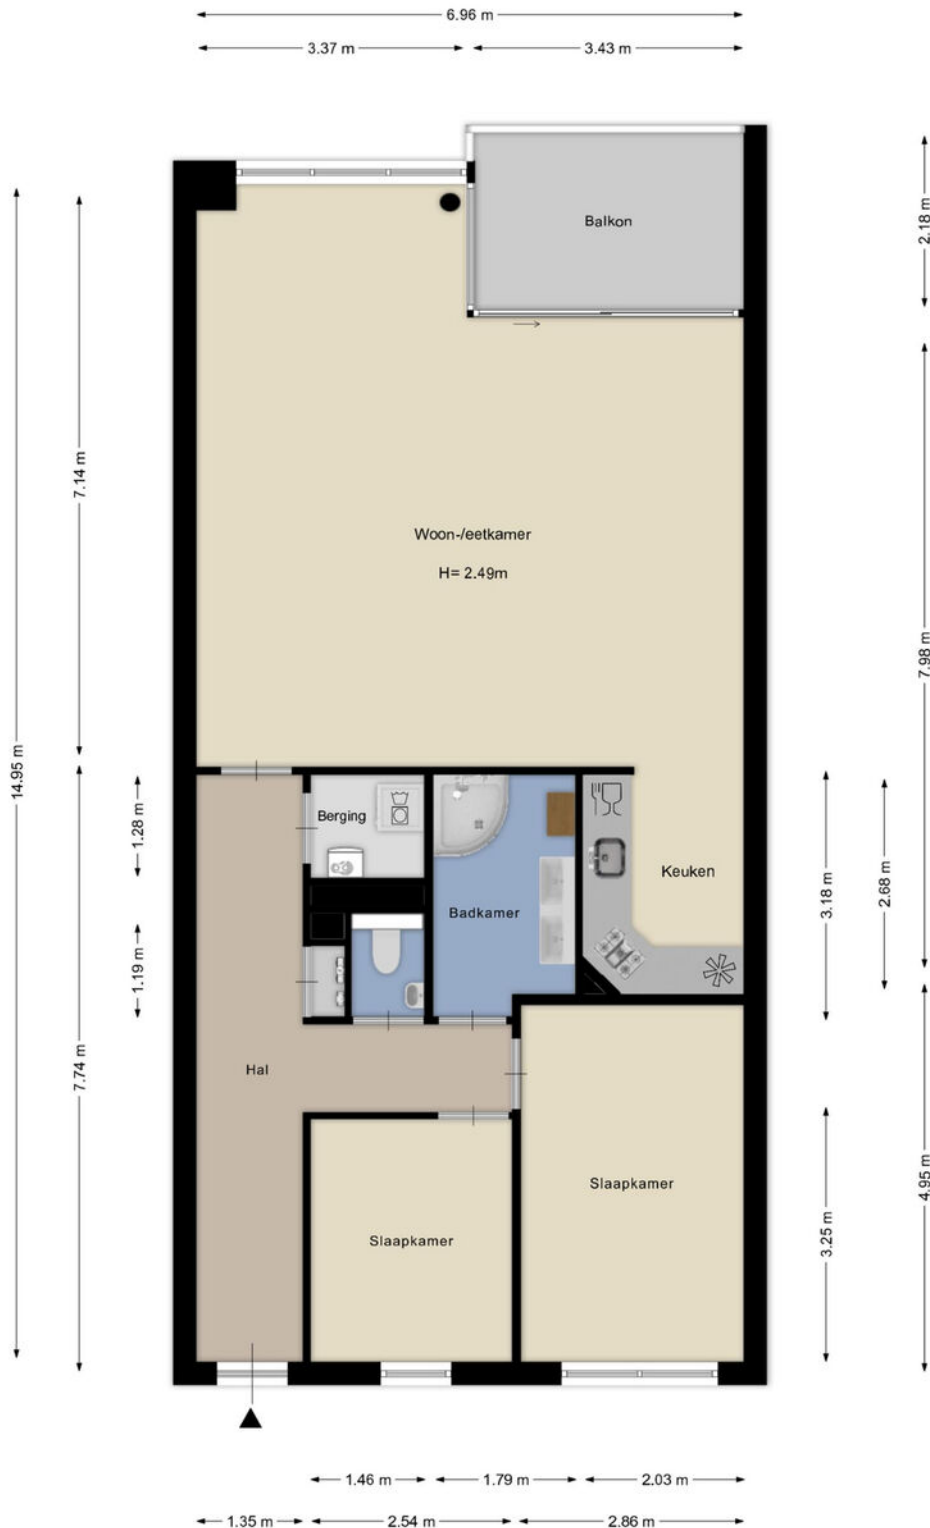 6.96 m
3.37 m
3.43 m
Balkon
2.18 m
7.14 m
Woon-/eetkamer
H= 2.49m
7.98 m
14.95 m
1.28 m
Berging
Keuken
3.18 m
2.68 m
Badkamer
1.19 m
7.74 m
Hal
Slaapkamer
4.95 m
3.25 m
Slaapkamer
1.46 m
1.79 m
2.03 m
1.35 m
2.54 m
2.86 m